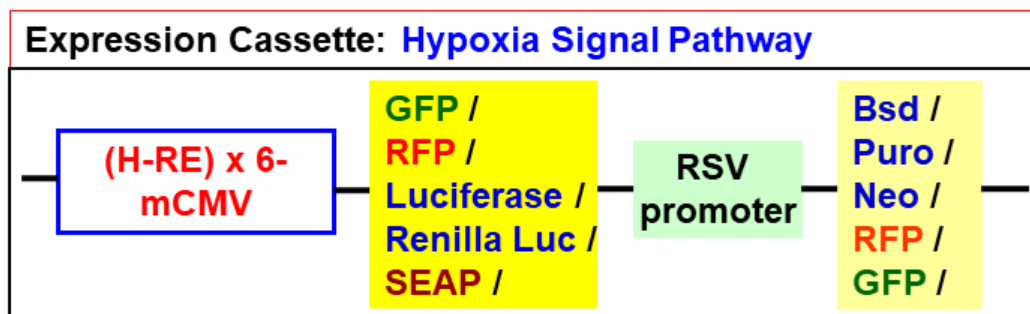 Expression Cassette: Hypoxia Signal Pathway
(H-RE) x 6-
mCMV
GFP /
RFP /
Luciferase /
Renilla Luc /
SEAP /
RSV
promoter
Bsd /
Puro /
Neo /
RFP /
GFP /